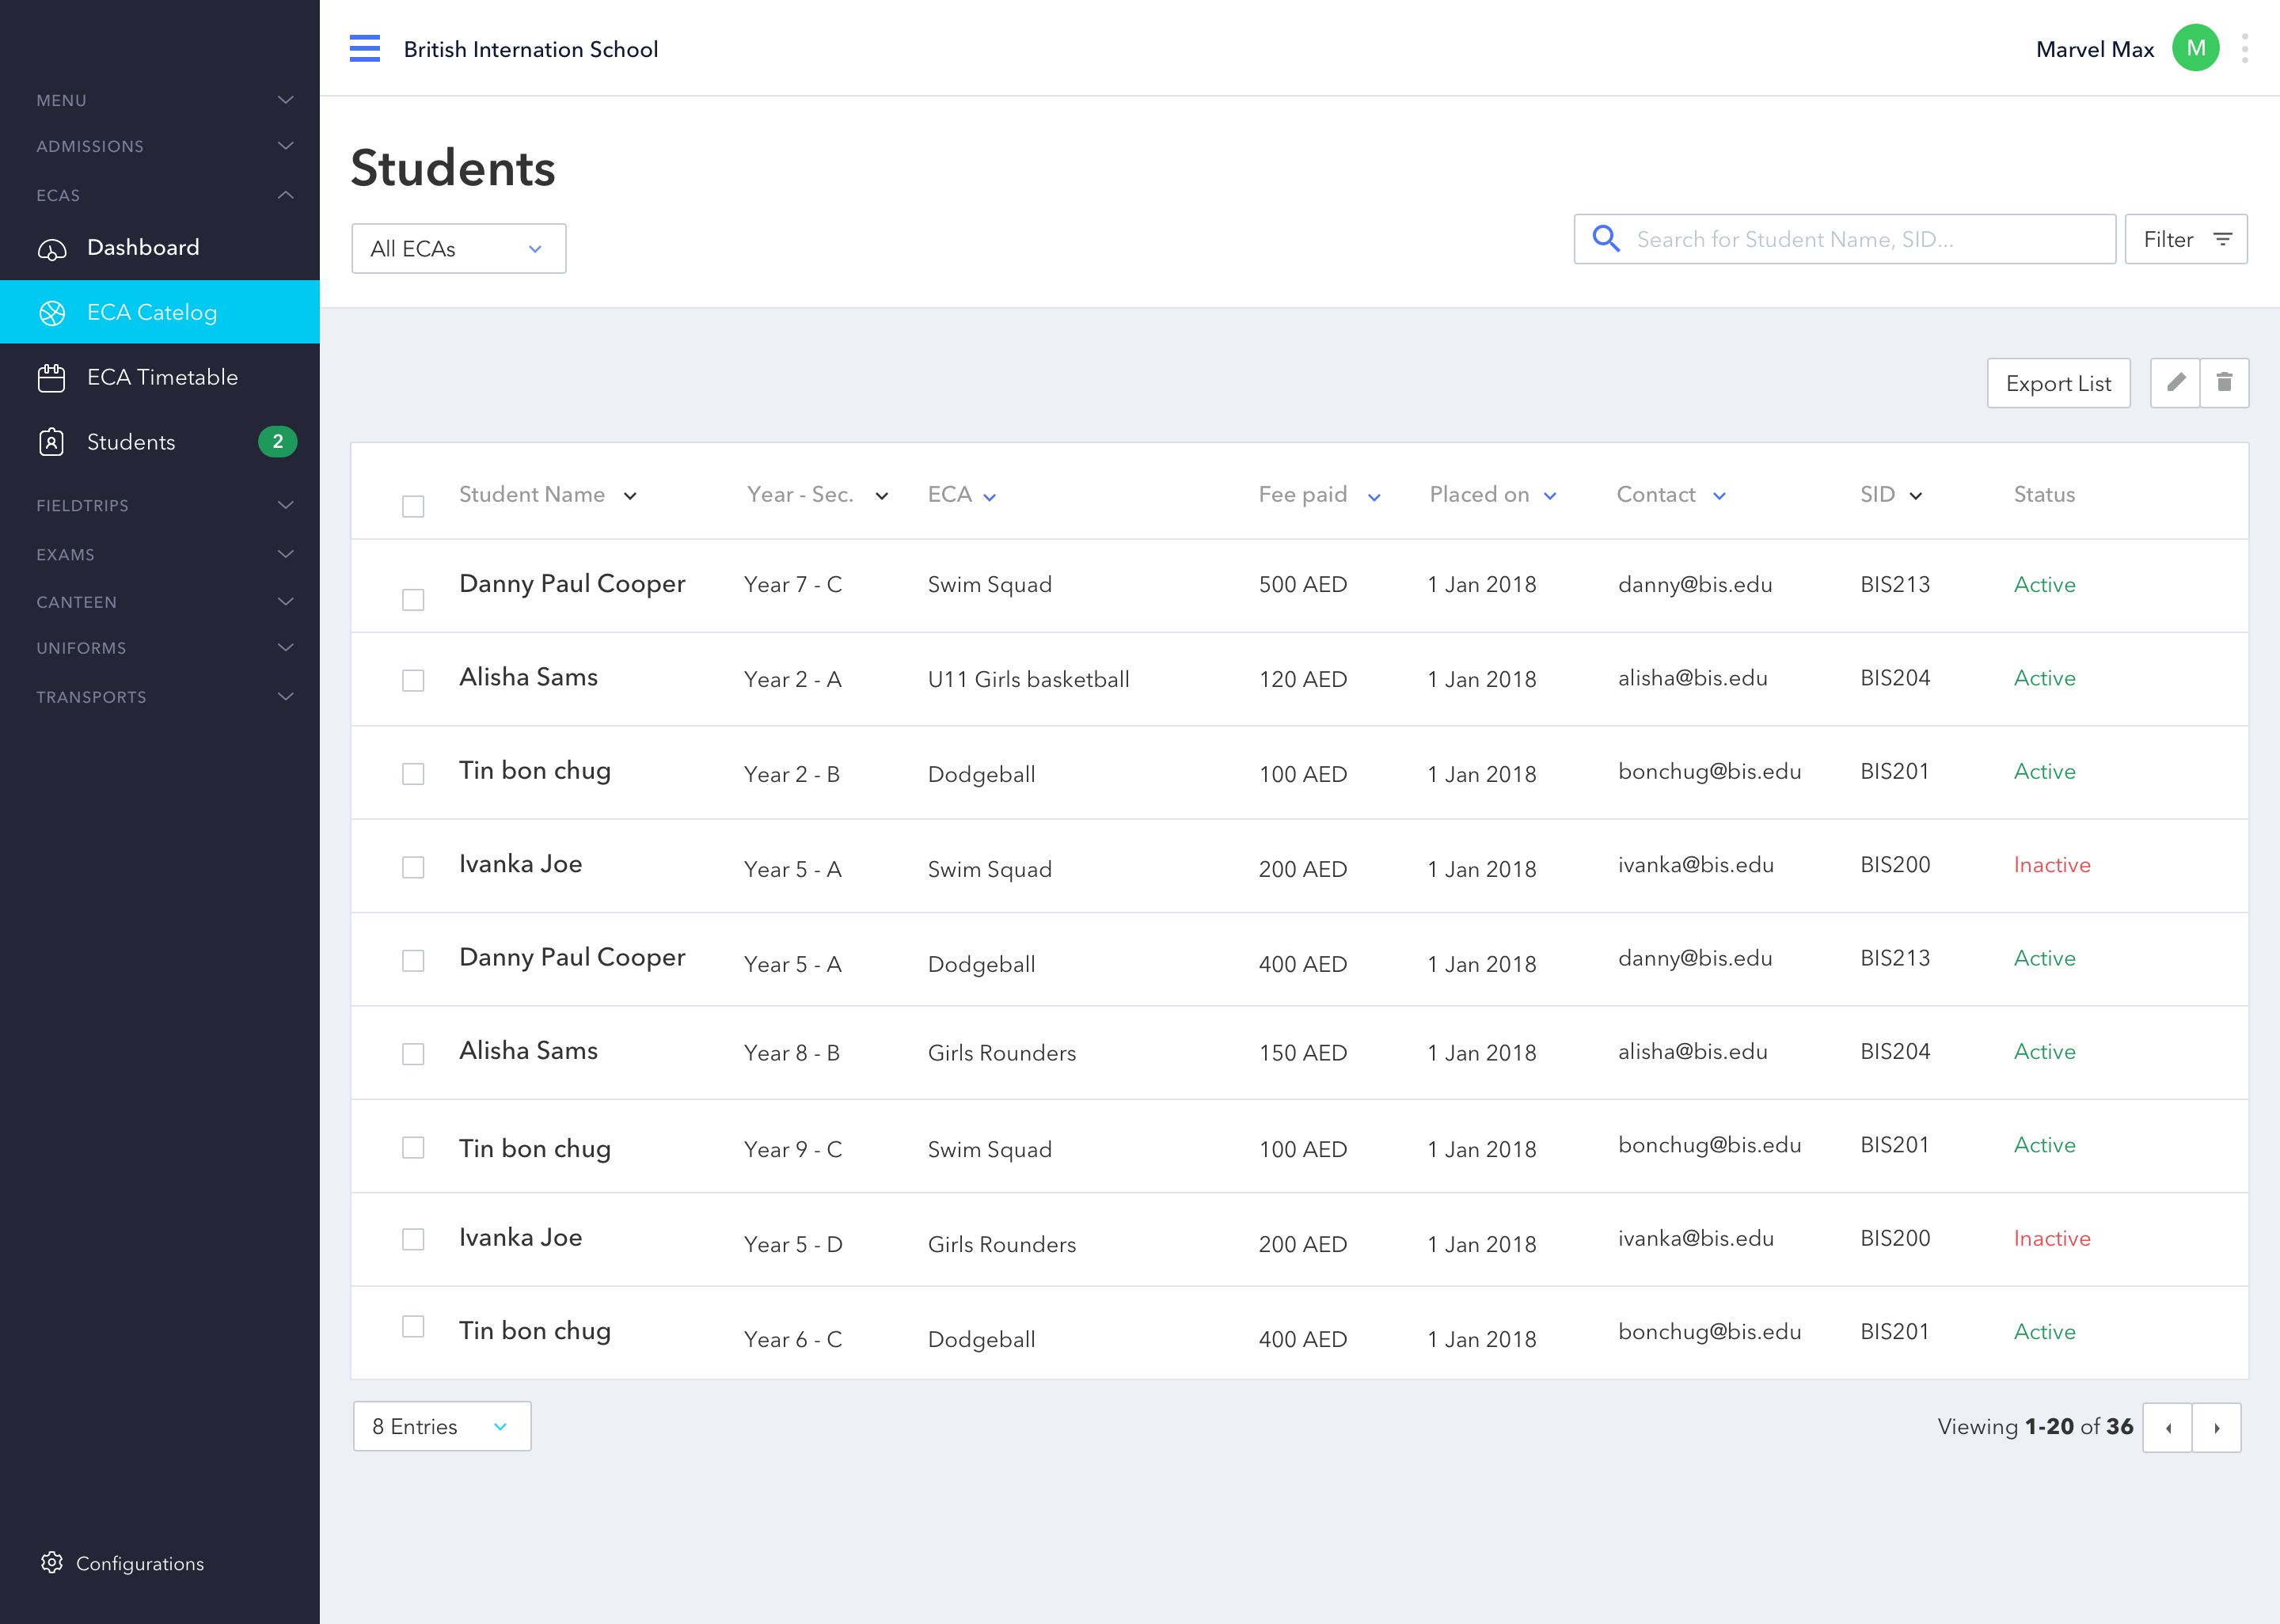 British Internation School
Marvel Max M
MENU
ADMISSIONS
ECAS
Dashboard
ECA Catelog
ECA Timetable
Students 2
FIELDTRIPS
EXAMS
CANTEEN
UNIFORMS
TRANSPORTS
Configurations
Students
All ECAs
Search for Student Name, SID...
Filter
Export List
Student Name Year - Sec. ECA Fee paid Placed on Contact SID Status
Danny Paul Cooper Year 7 - C Swim Squad 500 AED 1 Jan 2018 danny@bis.edu BIS213 Active
Alisha Sams Year 2 - A U11 Girls basketball 120 AED 1 Jan 2018 alisha@bis.edu BIS204 Active
Tin bon chug Year 2 - B Dodgeball 100 AED 1 Jan 2018 bonchug@bis.edu BIS201 Active
Ivanka Joe Year 5 - A Swim Squad 200 AED 1 Jan 2018 ivanka@bis.edu BIS200 Inactive
Danny Paul Cooper Year 5 - A Dodgeball 400 AED 1 Jan 2018 danny@bis.edu BIS213 Active
Alisha Sams Year 8 - B Girls Rounders 150 AED 1 Jan 2018 alisha@bis.edu BIS204 Active
Tin bon chug Year 9 - C Swim Squad 100 AED 1 Jan 2018 bonchug@bis.edu BIS201 Active
Ivanka Joe Year 5 - D Girls Rounders 200 AED 1 Jan 2018 ivanka@bis.edu BIS200 Inactive
Tin bon chug Year 6 - C Dodgeball 400 AED 1 Jan 2018 bonchug@bis.edu BIS201 Active
8 Entries
Viewing 1-20 of 36